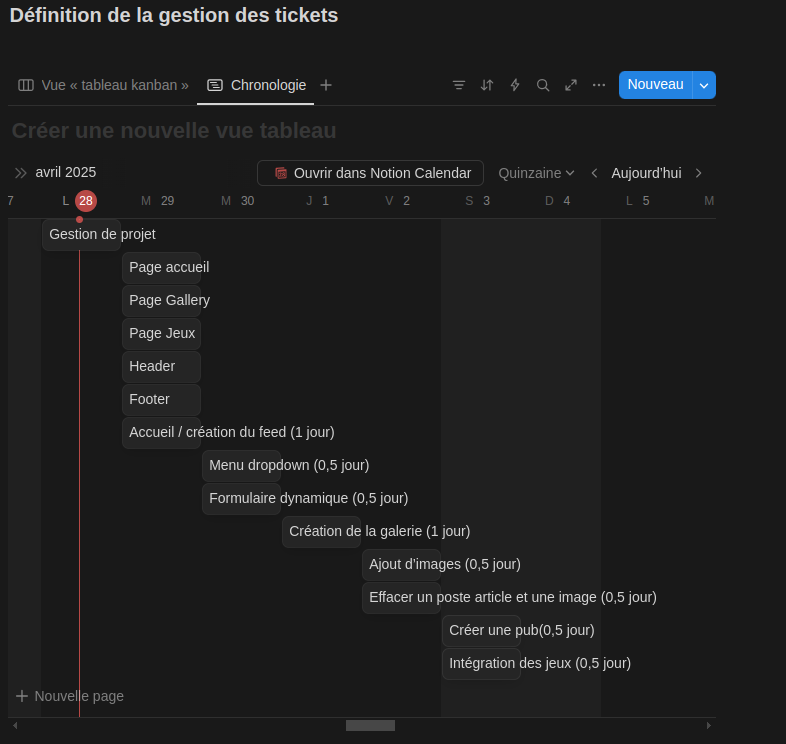 Définition de la gestion des tickets
Vue « tableau kanban » Chronologie
Nouveau
Créer une nouvelle vue tableau
avril 2025 Ouvrir dans Notion Calendar Quinzaine Aujourd'hui
7 L 28 M 29 M 30 J 1 V 2 S 3 D 4 L 5 M
Gestion de projet
Page accueil
Page Gallery
Page Jeux
Header
Footer
Accueil / création du feed (1 jour)
Menu dropdown (0,5 jour)
Formulaire dynamique (0,5 jour)
Création de la galerie (1 jour)
Ajout d'images (0,5 jour)
Effacer un poste article et une image (0,5 jour)
Créer une pub(0,5 jour)
Intégration des jeux (0,5 jour)
Nouvelle page